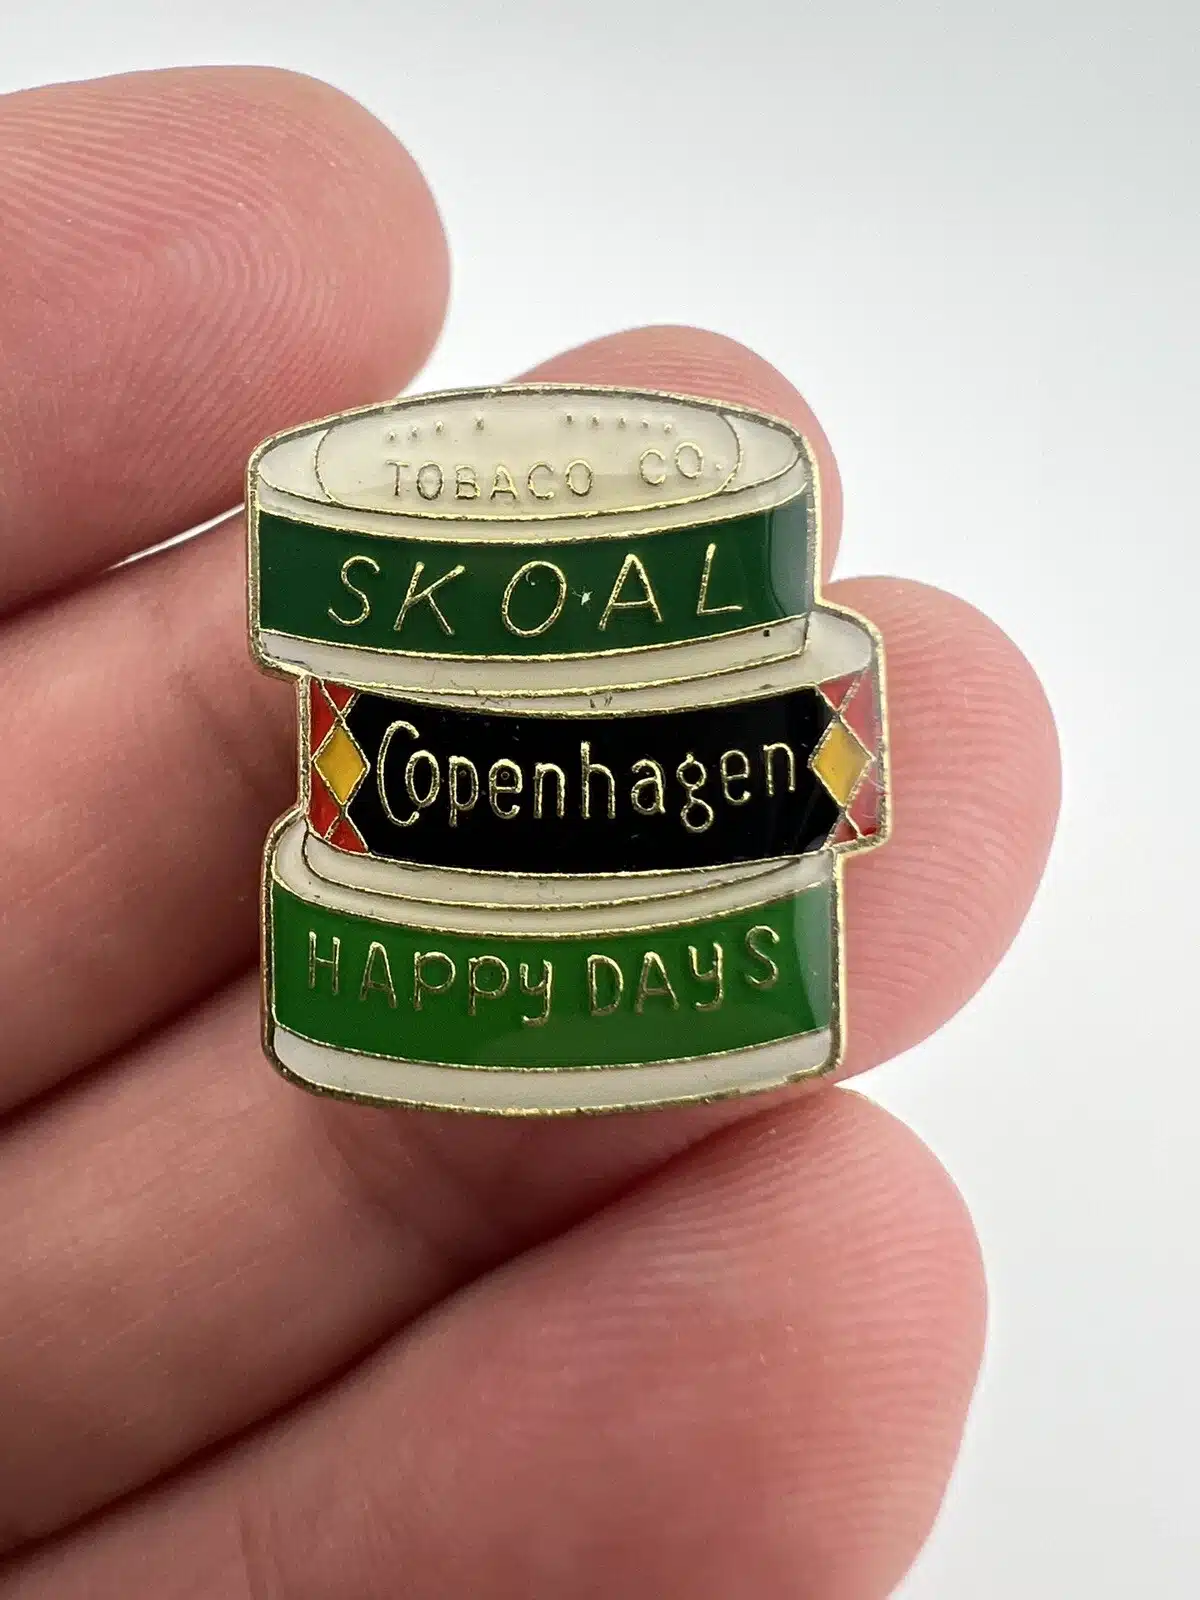 TOBACO CO.
SKOAL
Copenhagen
HAPPY DAYS